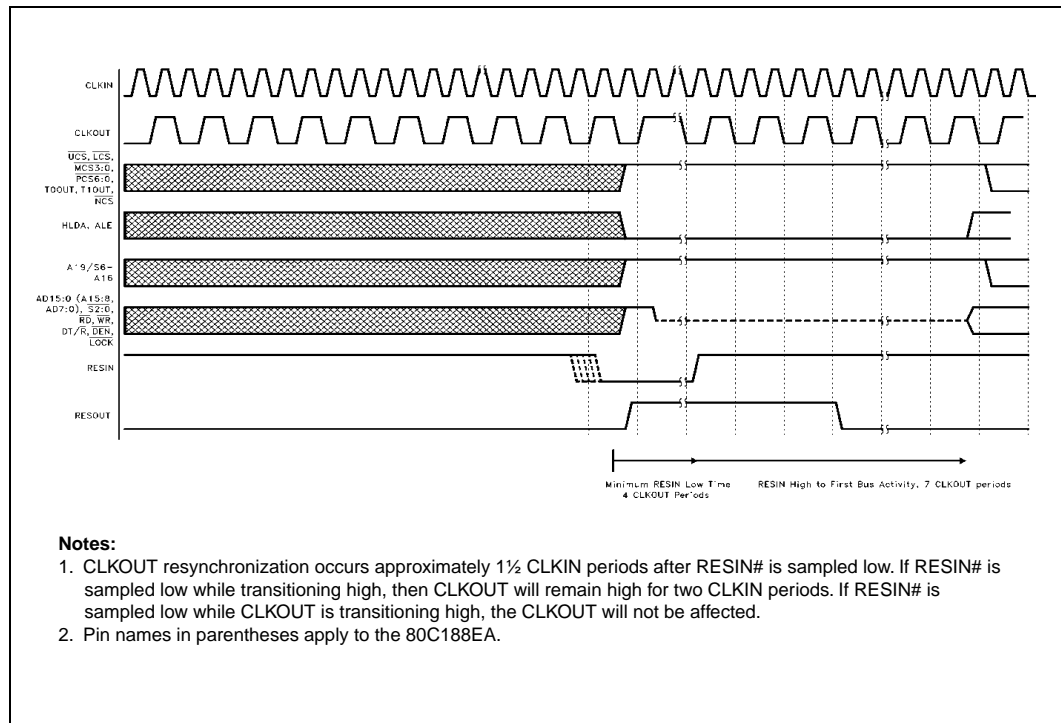 CLKIN
CLKOUT
UCS, LCS,
MCS3:0,
PCS6:0,
T0OUT, T1OUT,
NCS
HLDA, ALE
A19/S6-
A16
AD15:0 (A15:8,
AD7:0), S2:0,
RD, WR,
DT/R, DEN,
LOCK
RESIN
RESOUT
Minimum RESIN Low Time
4 CLKOUT Periods
RESIN High to First Bus Activity, 7 CLKOUT periods
Notes:
1. CLKOUT resynchronization occurs approximately 1½ CLKIN periods after RESIN# is sampled low. If RESIN# is
sampled low while transitioning high, then CLKOUT will remain high for two CLKIN periods. If RESIN# is
sampled low while CLKOUT is transitioning high, the CLKOUT will not be affected.
2. Pin names in parentheses apply to the 80C188EA.